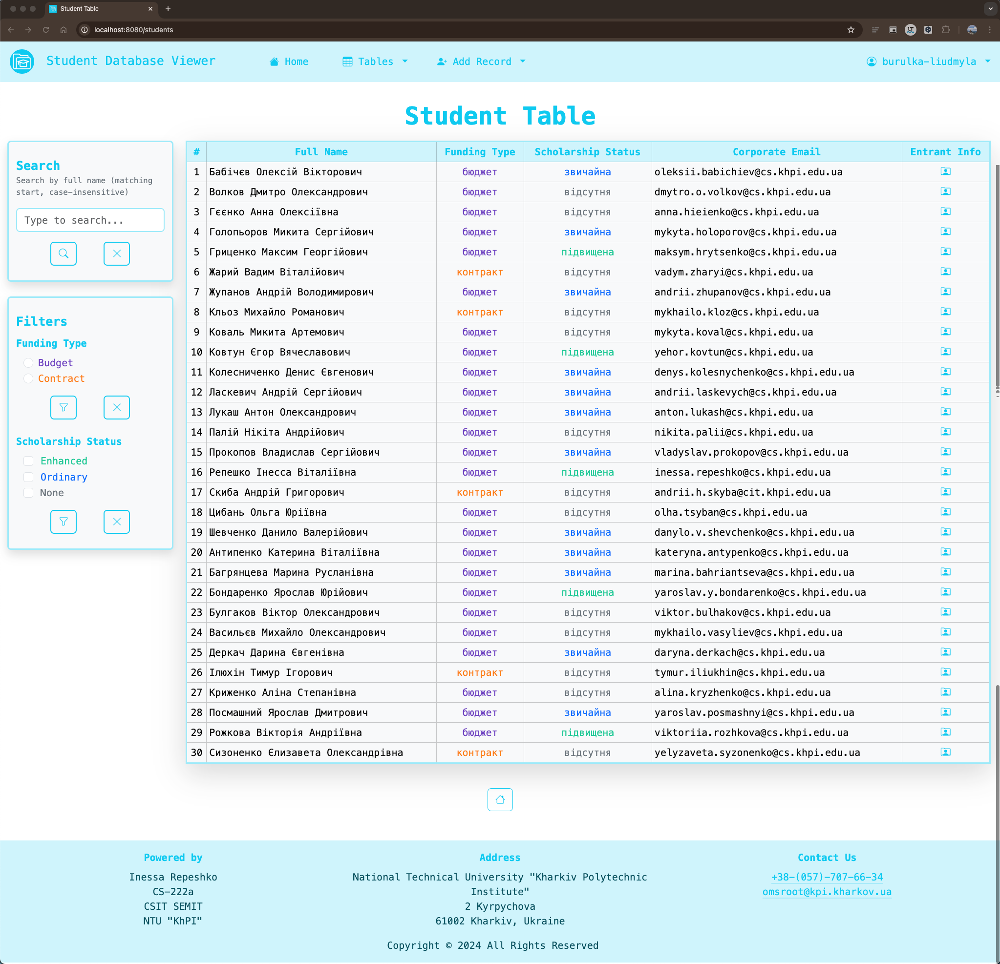 Student Table
localhost:8080/students
Student Database Viewer Home Tables Add Record burulka-liudmyla
Student Table
Search
Search by full name (matching
start, case-insensitive)
Type to search...
Filters
Funding Type
Budget
Contract
Scholarship Status
Enhanced
Ordinary
None
# Full Name Funding Type Scholarship Status Corporate Email Entrant Info
1 Бабічєв Олексій Вікторович бюджет звичайна oleksii.babichiev@cs.khpi.edu.ua
2 Волков Дмитро Олександрович бюджет відсутня dmytro.o.volkov@cs.khpi.edu.ua
3 Гєєнко Анна Олексіївна бюджет відсутня anna.hieienko@cs.khpi.edu.ua
4 Голопьоров Микита Сергійович бюджет звичайна mykyta.holoporov@cs.khpi.edu.ua
5 Гриценко Максим Георгійович бюджет підвищена maksym.hrytsenko@cs.khpi.edu.ua
6 Жарий Вадим Віталійович контракт відсутня vadym.zharyi@cs.khpi.edu.ua
7 Жупанов Андрій Володимирович бюджет звичайна andrii.zhupanov@cs.khpi.edu.ua
8 Кльоз Михайло Романович контракт відсутня mykhailo.kloz@cs.khpi.edu.ua
9 Коваль Микита Артемович бюджет відсутня mykyta.koval@cs.khpi.edu.ua
10 Ковтун Єгор Вячеславович бюджет підвищена yehor.kovtun@cs.khpi.edu.ua
11 Колесниченко Денис Євгенович бюджет звичайна denys.kolesnychenko@cs.khpi.edu.ua
12 Ласкевич Андрій Сергійович бюджет звичайна andrii.laskevych@cs.khpi.edu.ua
13 Лукаш Антон Олександрович бюджет звичайна anton.lukash@cs.khpi.edu.ua
14 Палій Нікіта Андрійович бюджет відсутня nikita.palii@cs.khpi.edu.ua
15 Прокопов Владислав Сергійович бюджет звичайна vladyslav.prokopov@cs.khpi.edu.ua
16 Репешко Інесса Віталіївна бюджет підвищена inessa.repeshko@cs.khpi.edu.ua
17 Скиба Андрій Григорович контракт відсутня andrii.h.skyba@cit.khpi.edu.ua
18 Цибань Ольга Юріївна бюджет відсутня olha.tsyban@cs.khpi.edu.ua
19 Шевченко Данило Валерійович бюджет звичайна danylo.v.shevchenko@cs.khpi.edu.ua
20 Антипенко Катерина Віталіївна бюджет звичайна kateryna.antypenko@cs.khpi.edu.ua
21 Багрянцева Марина Русланівна бюджет звичайна marina.bahriantseva@cs.khpi.edu.ua
22 Бондаренко Ярослав Юрійович бюджет підвищена yaroslav.y.bondarenko@cs.khpi.edu.ua
23 Булгаков Віктор Олександрович бюджет відсутня viktor.bulhakov@cs.khpi.edu.ua
24 Васильєв Михайло Олександрович бюджет відсутня mykhailo.vasyliev@cs.khpi.edu.ua
25 Деркач Дарина Євгенівна бюджет звичайна daryna.derkach@cs.khpi.edu.ua
26 Ілюхін Тимур Ігорович контракт відсутня tymur.iliukhin@cs.khpi.edu.ua
27 Криженко Аліна Степанівна бюджет відсутня alina.kryzhenko@cs.khpi.edu.ua
28 Посмашний Ярослав Дмитрович бюджет звичайна yaroslav.posmashnyi@cs.khpi.edu.ua
29 Рожкова Вікторія Андріївна бюджет підвищена viktoriia.rozhkova@cs.khpi.edu.ua
30 Сизоненко Єлизавета Олександрівна контракт відсутня yelyzaveta.syzonenko@cs.khpi.edu.ua
Powered by
Inessa Repeshko
CS-222a
CSIT SEMIT
NTU "KhPI"
Address
National Technical University "Kharkiv Polytechnic
Institute"
2 Kyrpychova
61002 Kharkiv, Ukraine
Contact Us
+38-(057)-707-66-34
omsroot@kpi.kharkov.ua
Copyright © 2024 All Rights Reserved